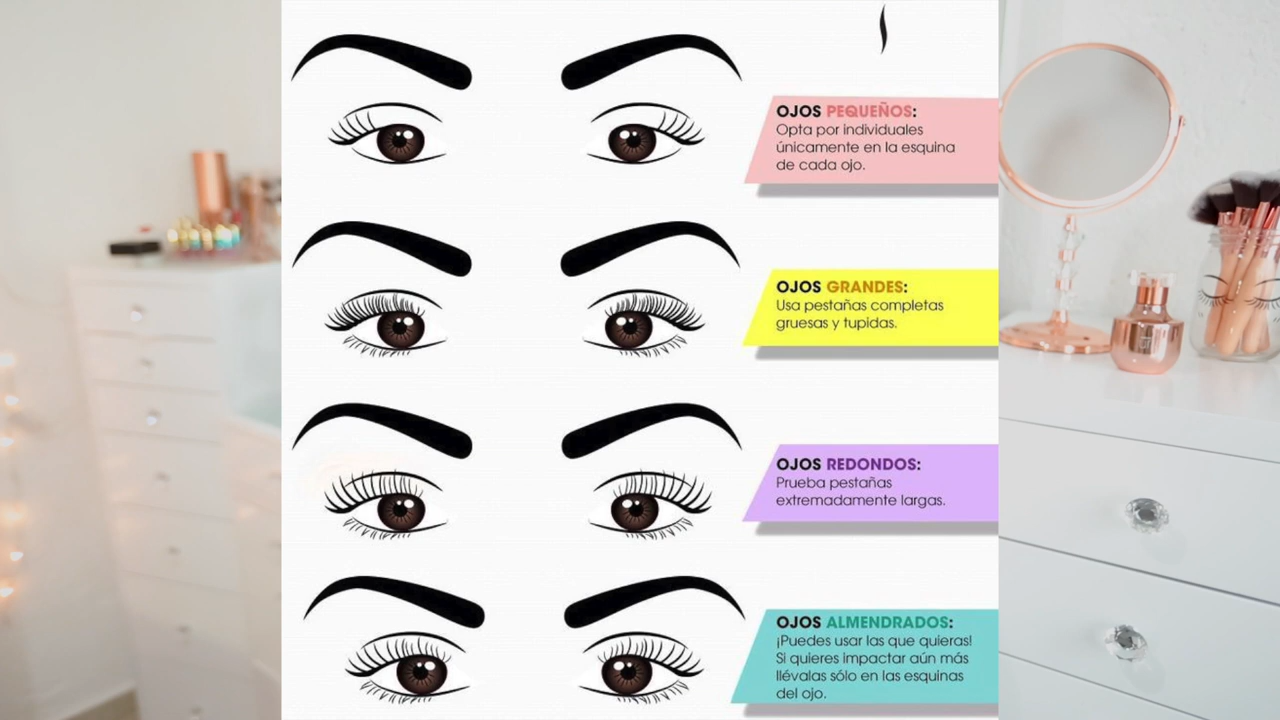 OJOS PEQUEÑOS:
Opta por individuales
únicamente en la esquina
de cada ojo.
OJOS GRANDES:
Usa pestañas completas
gruesas y tupidas.
OJOS REDONDOS:
Prueba pestañas
extremadamente largas.
OJOS ALMENDRADOS:
¡Puedes usar las que quieras!
Si quieres impactar aún más
llévalas sólo en las esquinas
del ojo.